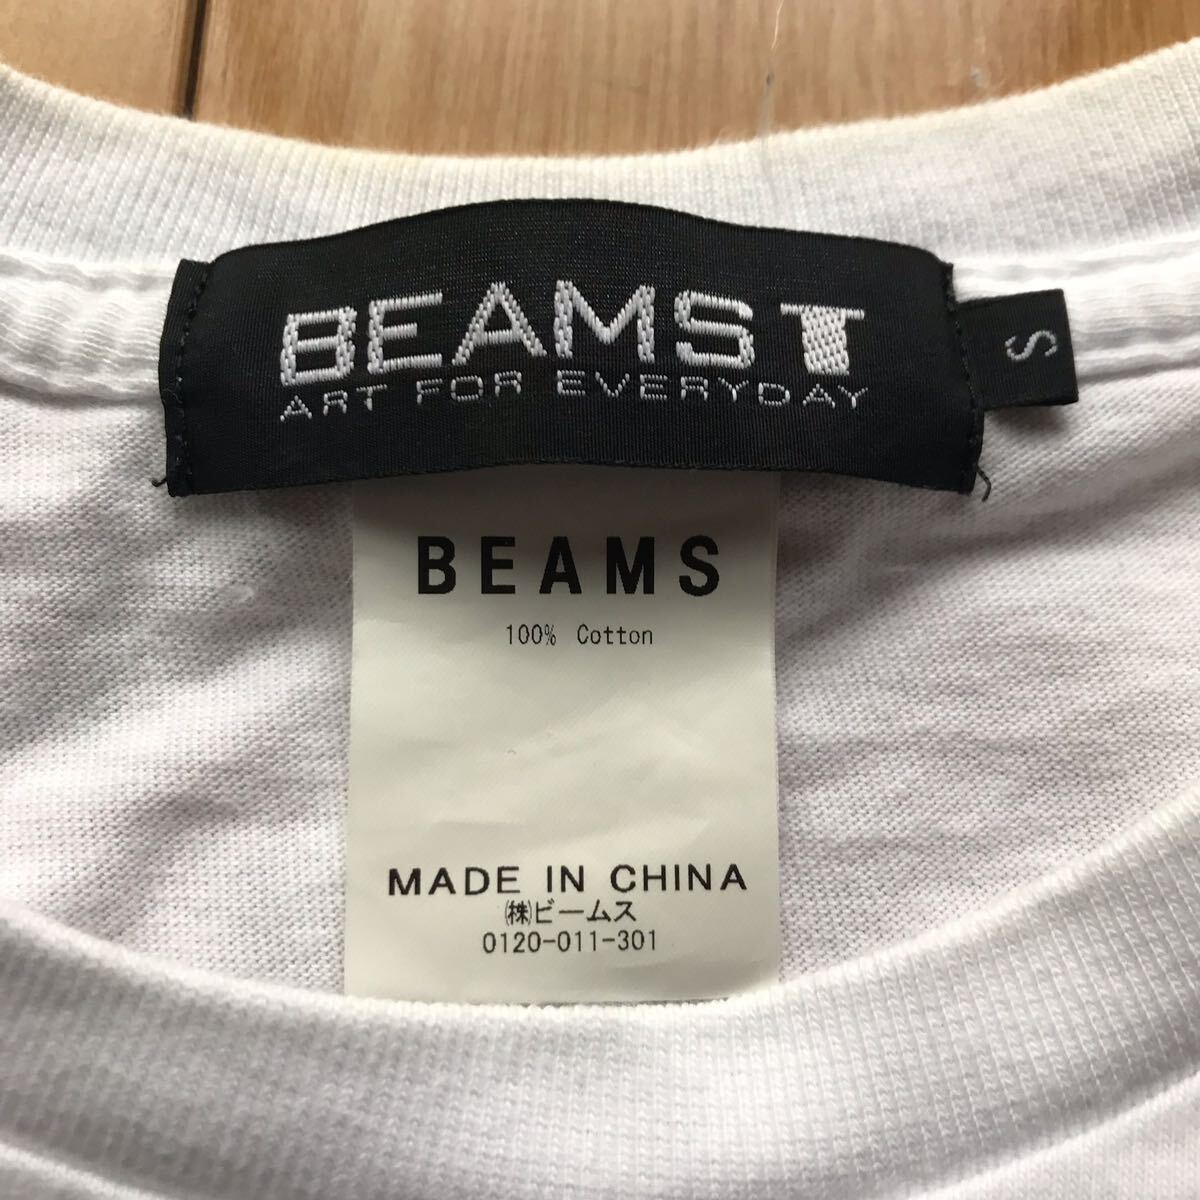 BEAMS T
ART FOR EVERYDAY
S
BEAMS
100% Cotton
MADE IN CHINA
㈱ビームス
0120-011-301